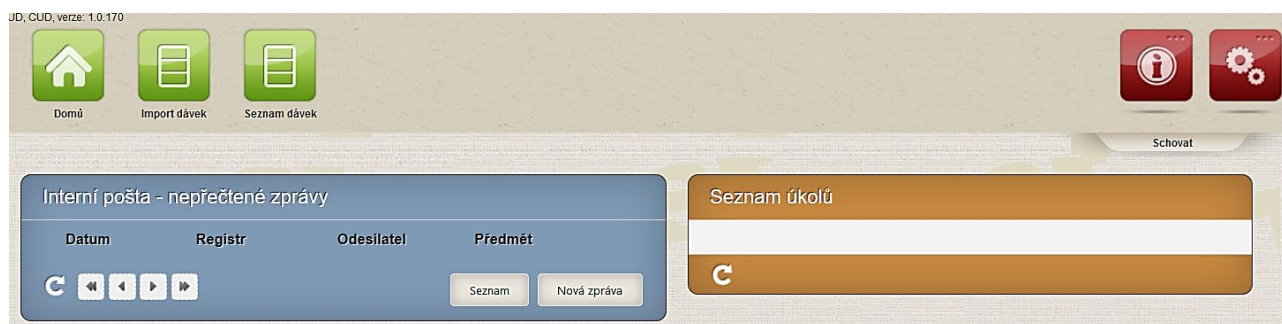 JD, CUD, verze: 1.0.170
Domů
Import dávek
Seznam dávek
Schovat
Interní pošta - nepřečtené zprávy
Datum
Registr
Odesilatel
Předmět
Seznam
Nová zpráva
Seznam úkolů